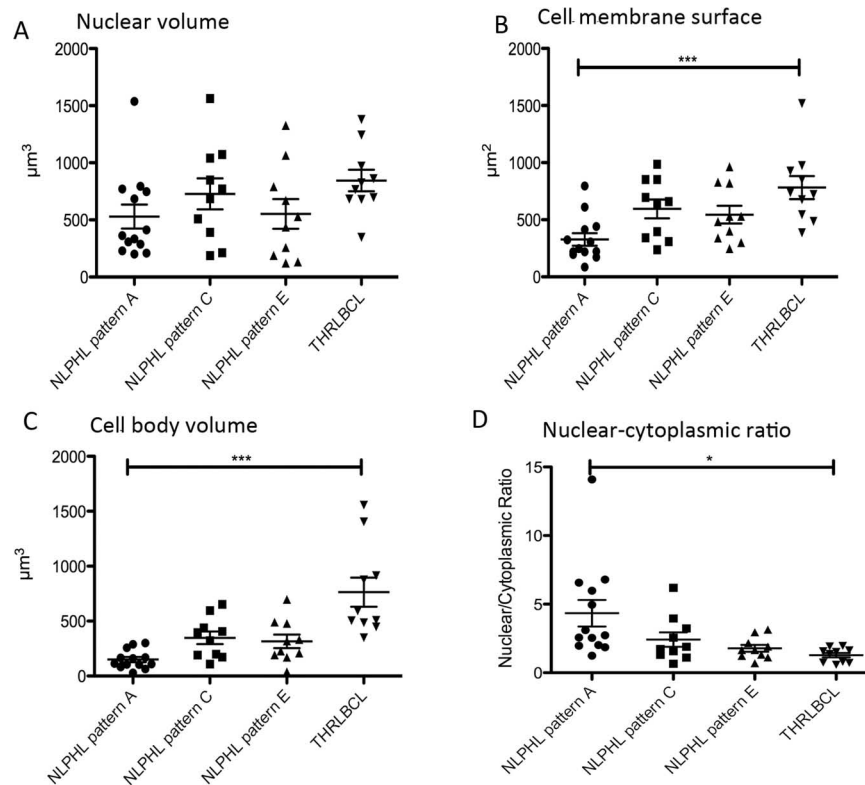 A
Nuclear volume
2000
1500
1000
500
0
µm³
NLPHL pattern A
NLPHL pattern C
NLPHL pattern E
THRLBCL
B
Cell membrane surface
2000
1500
1000
500
0
µm²
***
NLPHL pattern A
NLPHL pattern C
NLPHL pattern E
THRLBCL
C
Cell body volume
2000
1500
1000
500
0
µm³
***
NLPHL pattern A
NLPHL pattern C
NLPHL pattern E
THRLBCL
D
Nuclear-cytoplasmic ratio
15
10
5
0
Nuclear/Cytoplasmic Ratio
*
NLPHL pattern A
NLPHL pattern C
NLPHL pattern E
THRLBCL